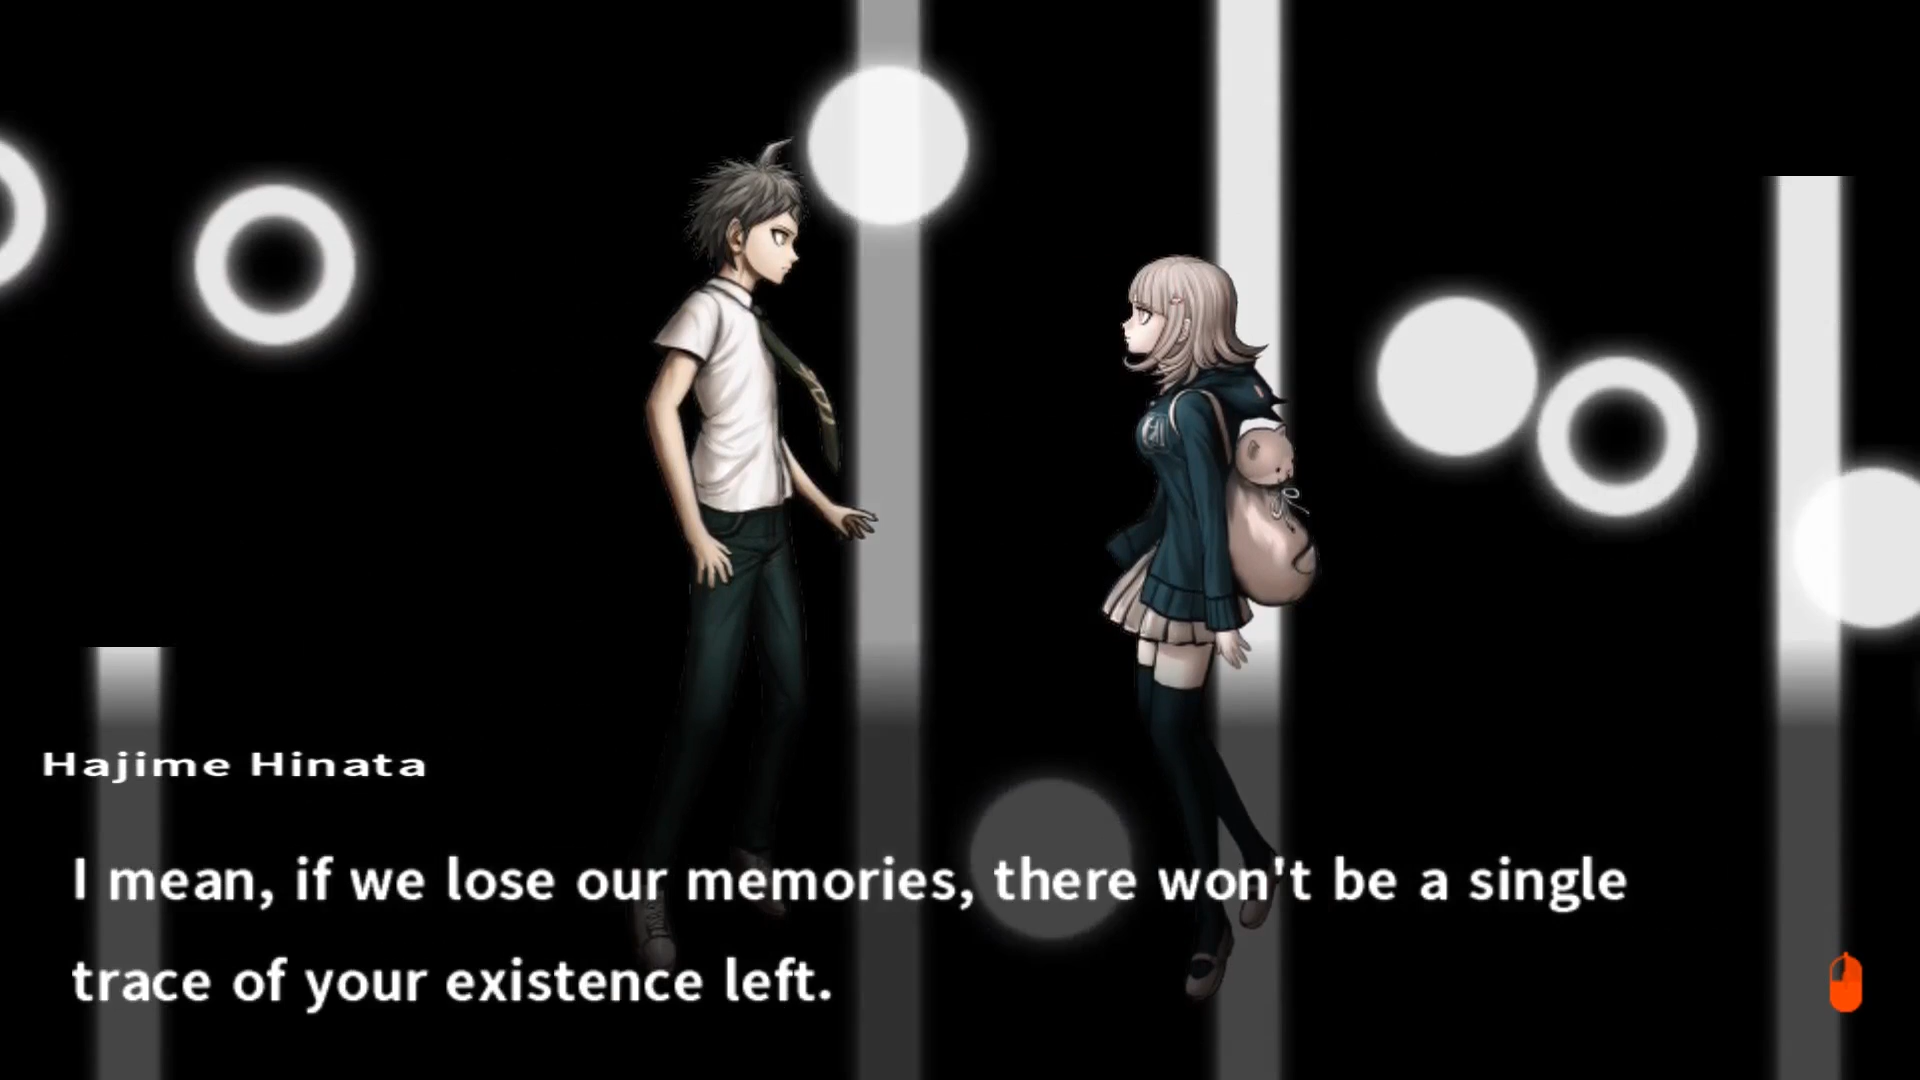 Hajime Hinata
I mean, if we lose our memories, there won't be a single
trace of your existence left.